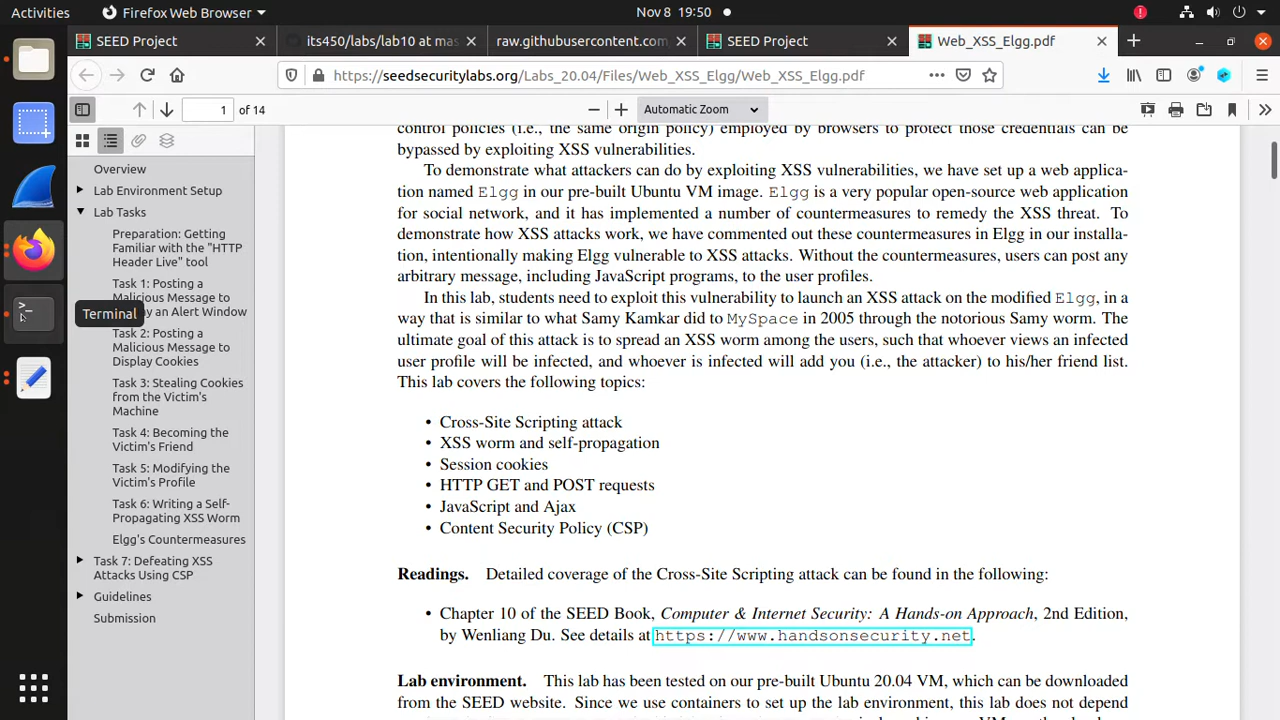 Activities
Firefox Web Browser
Nov 8 19:50
SEED Project
its450/labs/lab10 at mas
raw.githubusercontent.com
SEED Project
Web_XSS_Elgg.pdf
https://seedsecuritylabs.org/Labs_20.04/Files/Web_XSS_Elgg/Web_XSS_Elgg.pdf
1 of 14
Automatic Zoom
Overview
Lab Environment Setup
Lab Tasks
Preparation: Getting
Familiar with the "HTTP
Header Live" tool
Task 1: Posting a
Malicious Message to
ay an Alert Window
Terminal
Task 2: Posting a
Malicious Message to
Display Cookies
Task 3: Stealing Cookies
from the Victim's
Machine
Task 4: Becoming the
Victim's Friend
Task 5: Modifying the
Victim's Profile
Task 6: Writing a Self-
Propagating XSS Worm
Elgg's Countermeasures
Task 7: Defeating XSS
Attacks Using CSP
Guidelines
Submission
control policies (i.e., the same origin policy) employed by browsers to protect those credentials can be
bypassed by exploiting XSS vulnerabilities.
To demonstrate what attackers can do by exploiting XSS vulnerabilities, we have set up a web applica-
tion named Elgg in our pre-built Ubuntu VM image. Elgg is a very popular open-source web application
for social network, and it has implemented a number of countermeasures to remedy the XSS threat. To
demonstrate how XSS attacks work, we have commented out these countermeasures in Elgg in our installa-
tion, intentionally making Elgg vulnerable to XSS attacks. Without the countermeasures, users can post any
arbitrary message, including JavaScript programs, to the user profiles.
In this lab, students need to exploit this vulnerability to launch an XSS attack on the modified Elgg, in a
way that is similar to what Samy Kamkar did to MySpace in 2005 through the notorious Samy worm. The
ultimate goal of this attack is to spread an XSS worm among the users, such that whoever views an infected
user profile will be infected, and whoever is infected will add you (i.e., the attacker) to his/her friend list.
This lab covers the following topics:
• Cross-Site Scripting attack
• XSS worm and self-propagation
• Session cookies
• HTTP GET and POST requests
• JavaScript and Ajax
• Content Security Policy (CSP)
Readings. Detailed coverage of the Cross-Site Scripting attack can be found in the following:
• Chapter 10 of the SEED Book, Computer & Internet Security: A Hands-on Approach, 2nd Edition,
by Wenliang Du. See details at https://www.handsonsecurity.net.
Lab environment. This lab has been tested on our pre-built Ubuntu 20.04 VM, which can be downloaded
from the SEED website. Since we use containers to set up the lab environment, this lab does not depend